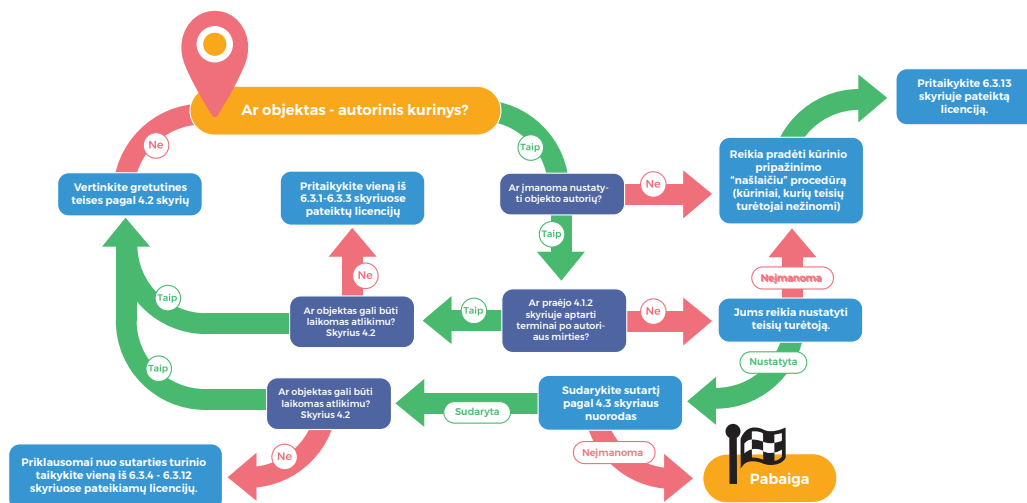 Ar objektas - autorinis kurinys?
Ne
Taip
Pritaikykite 6.3.13
skyriuje pateiktą
licenciją.
Vertinkite gretutines
teises pagal 4.2 skyrių
Pritaikykite vieną iš
6.3.1-6.3.3 skyriuose
pateiktų licencijų
Ar įmanoma nustaty-
ti objekto autorių?
Ne
Reikia pradėti kūrinio
pripažinimo
“našlaičiu” procedūrą
(kūriniai, kurių teisių
turėtojai nežinomi)
Taip
Ne
Neįmanoma
Taip
Ar objektas gali būti
laikomas atlikimu?
Skyrius 4.2
Taip
Ar praėjo 4.1.2
skyriuje aptarti
terminai po autori-
aus mirties?
Ne
Jums reikia nustatyti
teisių turėtoją.
Nustatyta
Taip
Ar objektas gali būti
laikomas atlikimu?
Skyrius 4.2
Sudaryta
Sudarykite sutartį
pagal 4.3 skyriaus
nuorodas
Ne
Neįmanoma
Priklausomai nuo sutarties turinio
taikykite vieną iš 6.3.4 - 6.3.12
skyriuose pateikiamų licencijų.
Pabaiga